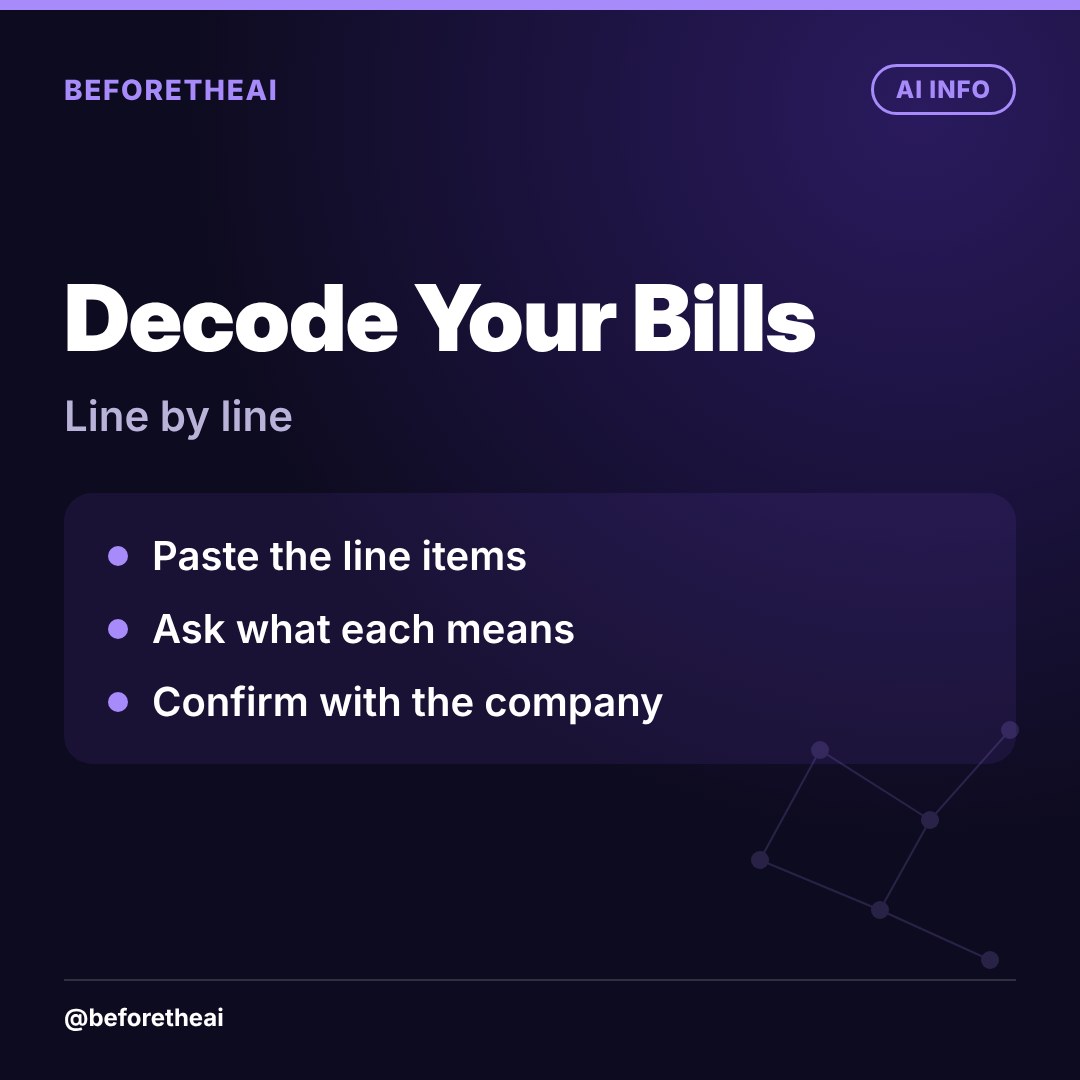 BEFORETHEAI
AI INFO
Decode Your Bills
Line by line
Paste the line items
Ask what each means
Confirm with the company
@beforetheai